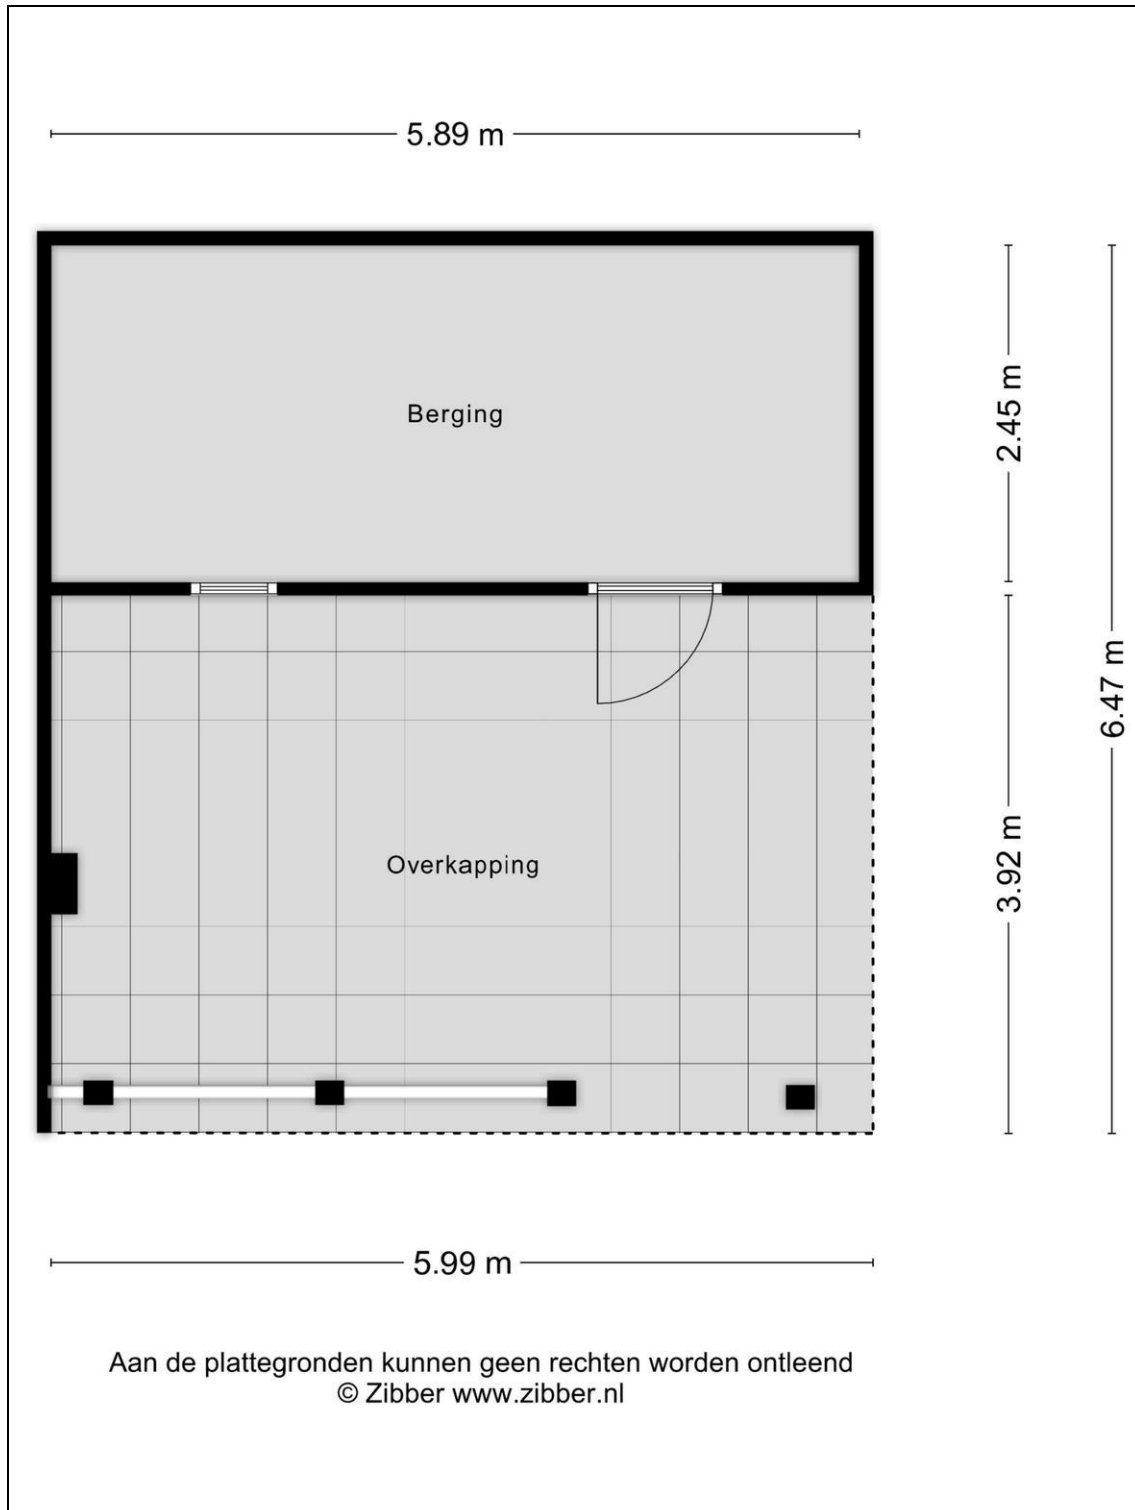 5.89 m
Berging
2.45 m
6.47 m
Overkapping
3.92 m
5.99 m
Aan de plattegronden kunnen geen rechten worden ontleend
© Zibber www.zibber.nl